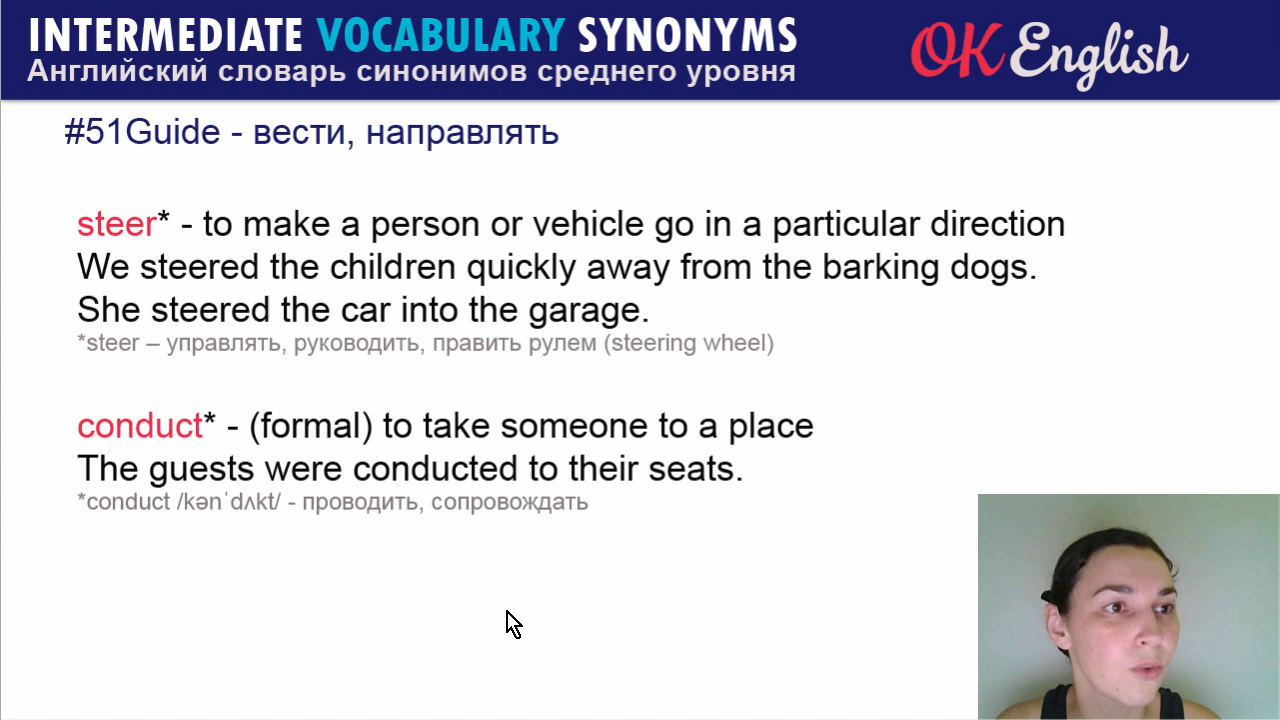 INTERMEDIATE VOCABULARY SYNONYMS
Английский словарь синонимов среднего уровня
OK English
#51Guide - вести, направлять
steer* - to make a person or vehicle go in a particular direction
We steered the children quickly away from the barking dogs.
She steered the car into the garage.
*steer – управлять, руководить, править рулем (steering wheel)
conduct* - (formal) to take someone to a place
The guests were conducted to their seats.
*conduct /kənˈdʌkt/ - проводить, сопровождать